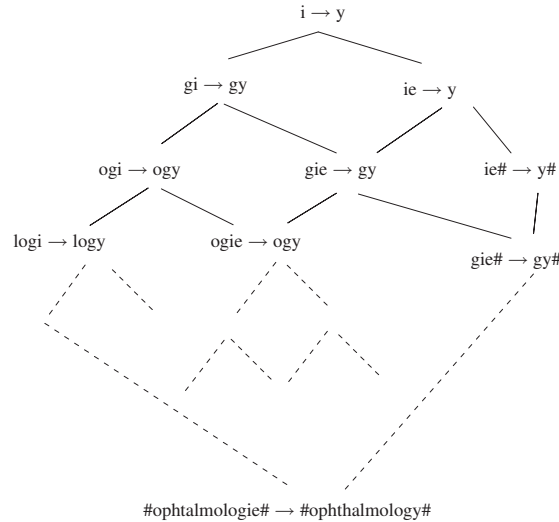 i → y
gi → gy
ie → y
ogi → ogy
gie → gy
ie# → y#
logi → logy
ogie → ogy
gie# → gy#
#ophtalmologie# → #ophthalmology#